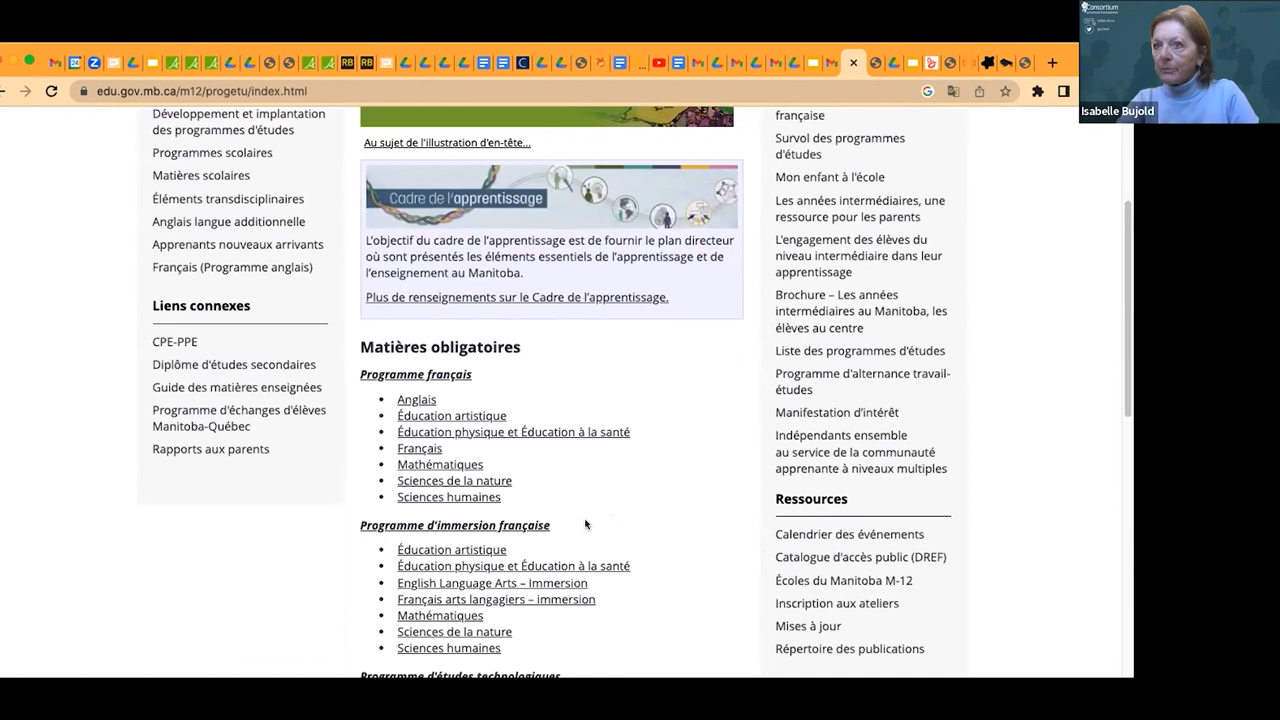 edu.gov.mb.ca/m12/progetu/index.html
Consortium
Isabelle Bujold
Développement et implantation
des programmes d'études
Programmes scolaires
Matières scolaires
Éléments transdisciplinaires
Anglais langue additionnelle
Apprenants nouveaux arrivants
Français (Programme anglais)
Liens connexes
CPE-PPE
Diplôme d'études secondaires
Guide des matières enseignées
Programme d'échanges d'élèves
Manitoba-Québec
Rapports aux parents
Au sujet de l'illustration d'en-tête...
Cadre de l'apprentissage
L'objectif du cadre de l'apprentissage est de fournir le plan directeur
où sont présentés les éléments essentiels de l'apprentissage et de
l'enseignement au Manitoba.
Plus de renseignements sur le Cadre de l'apprentissage.
Matières obligatoires
Programme français
• Anglais
• Éducation artistique
• Éducation physique et Éducation à la santé
• Français
• Mathématiques
• Sciences de la nature
• Sciences humaines
Programme d'immersion française
• Éducation artistique
• Éducation physique et Éducation à la santé
• English Language Arts – Immersion
• Français arts langagiers – immersion
• Mathématiques
• Sciences de la nature
• Sciences humaines
Programme d'études technologiques
française
Survol des programmes
d'études
Mon enfant à l'école
Les années intermédiaires, une
ressource pour les parents
L'engagement des élèves du
niveau intermédiaire dans leur
apprentissage
Brochure – Les années
intermédiaires au Manitoba, les
élèves au centre
Liste des programmes d'études
Programme d'alternance travail-
études
Manifestation d'intérêt
Indépendants ensemble
au service de la communauté
apprenante à niveaux multiples
Ressources
Calendrier des événements
Catalogue d'accès public (DREF)
Écoles du Manitoba M-12
Inscription aux ateliers
Mises à jour
Répertoire des publications